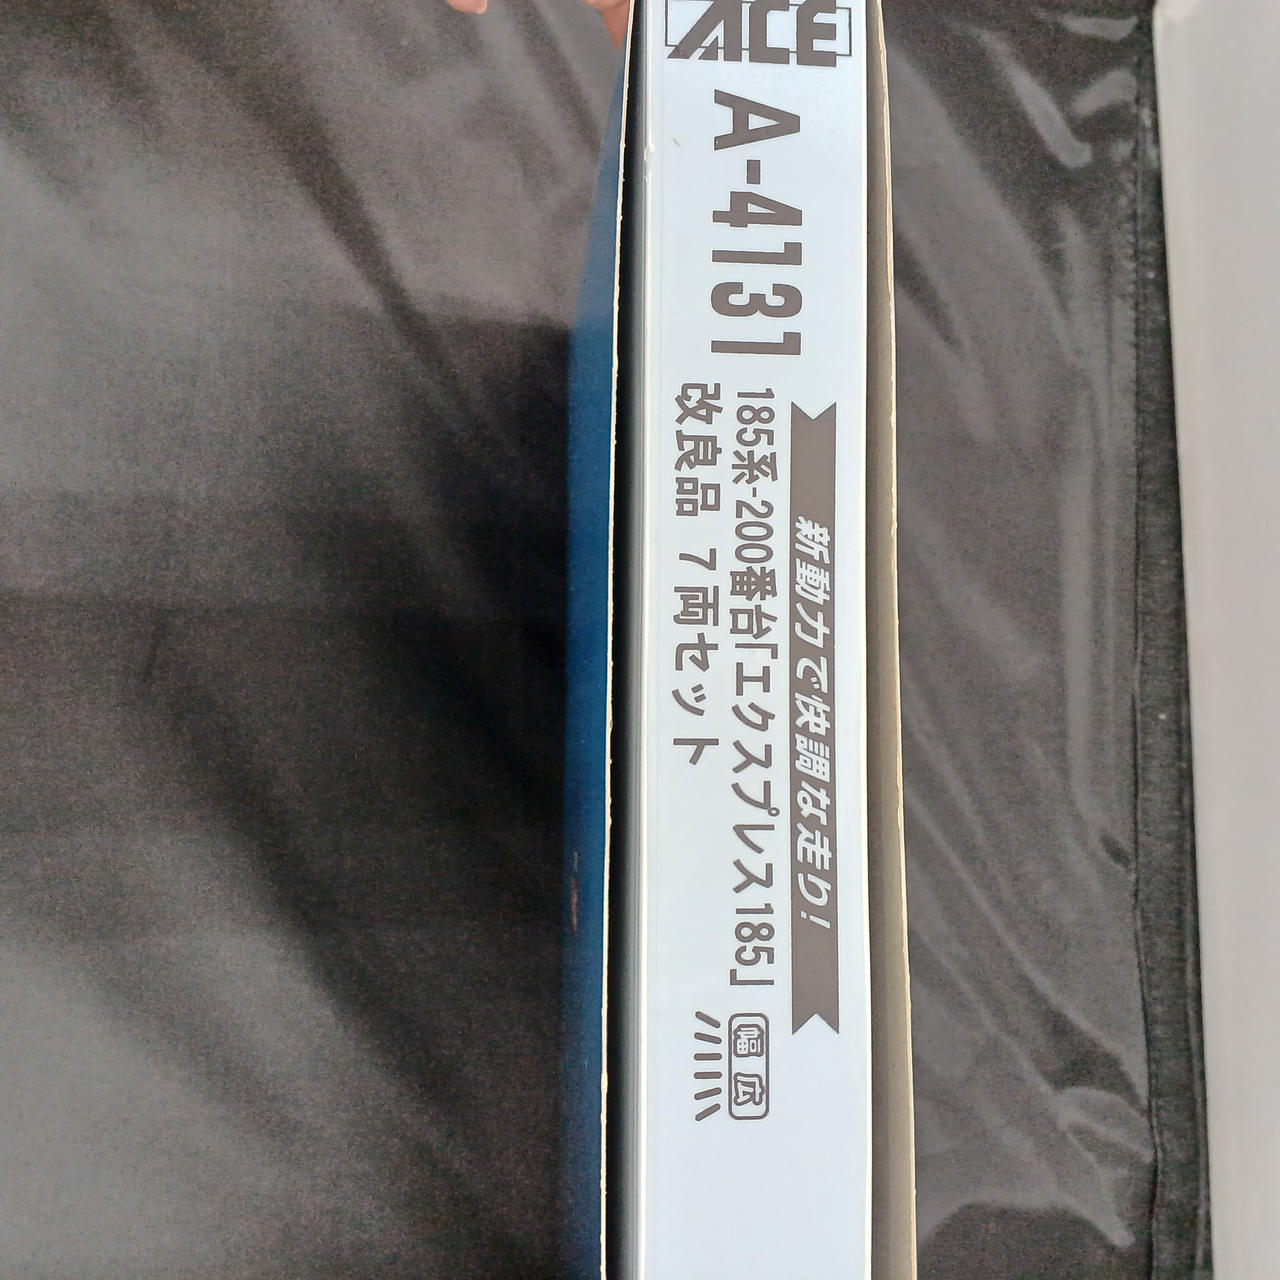 A-4131
新動力で快調な走り!
185系-200番台「エクスプレス185」
改良品 7両セット
幅広